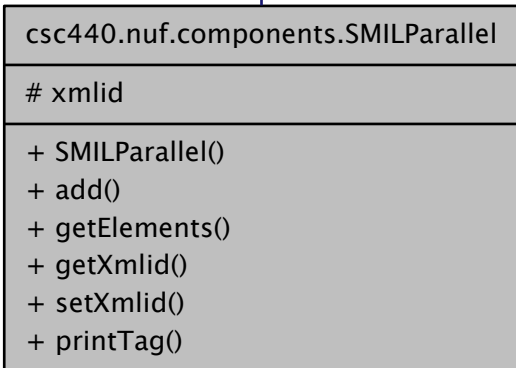 csc440.nuf.components.SMILParallel
# xmlid
+ SMILParallel()
+ add()
+ getElements()
+ getXmlid()
+ setXmlid()
+ printTag()